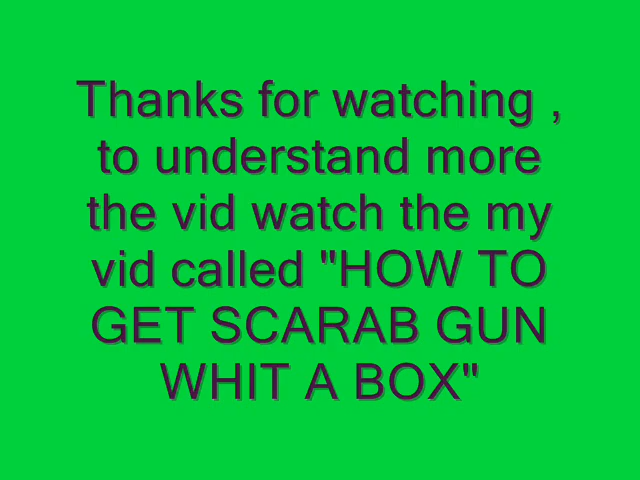 Thanks for watching ,
to understand more
the vid watch the my
vid called "HOW TO
GET SCARAB GUN
WHIT A BOX"